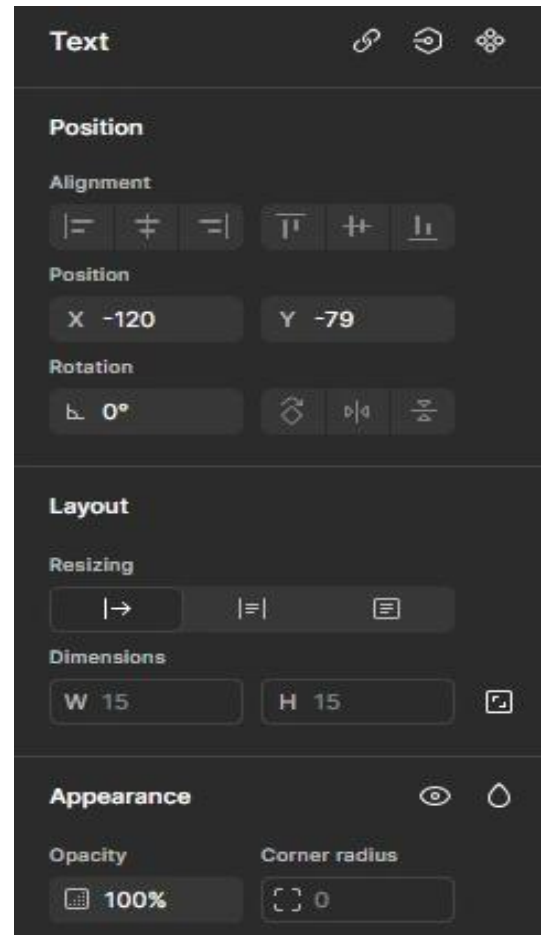 Text
Position
Alignment
Position
X -120 Y -79
Rotation
0°
Layout
Resizing
Dimensions
W 15 H 15
Appearance
Opacity Corner radius
100% 0